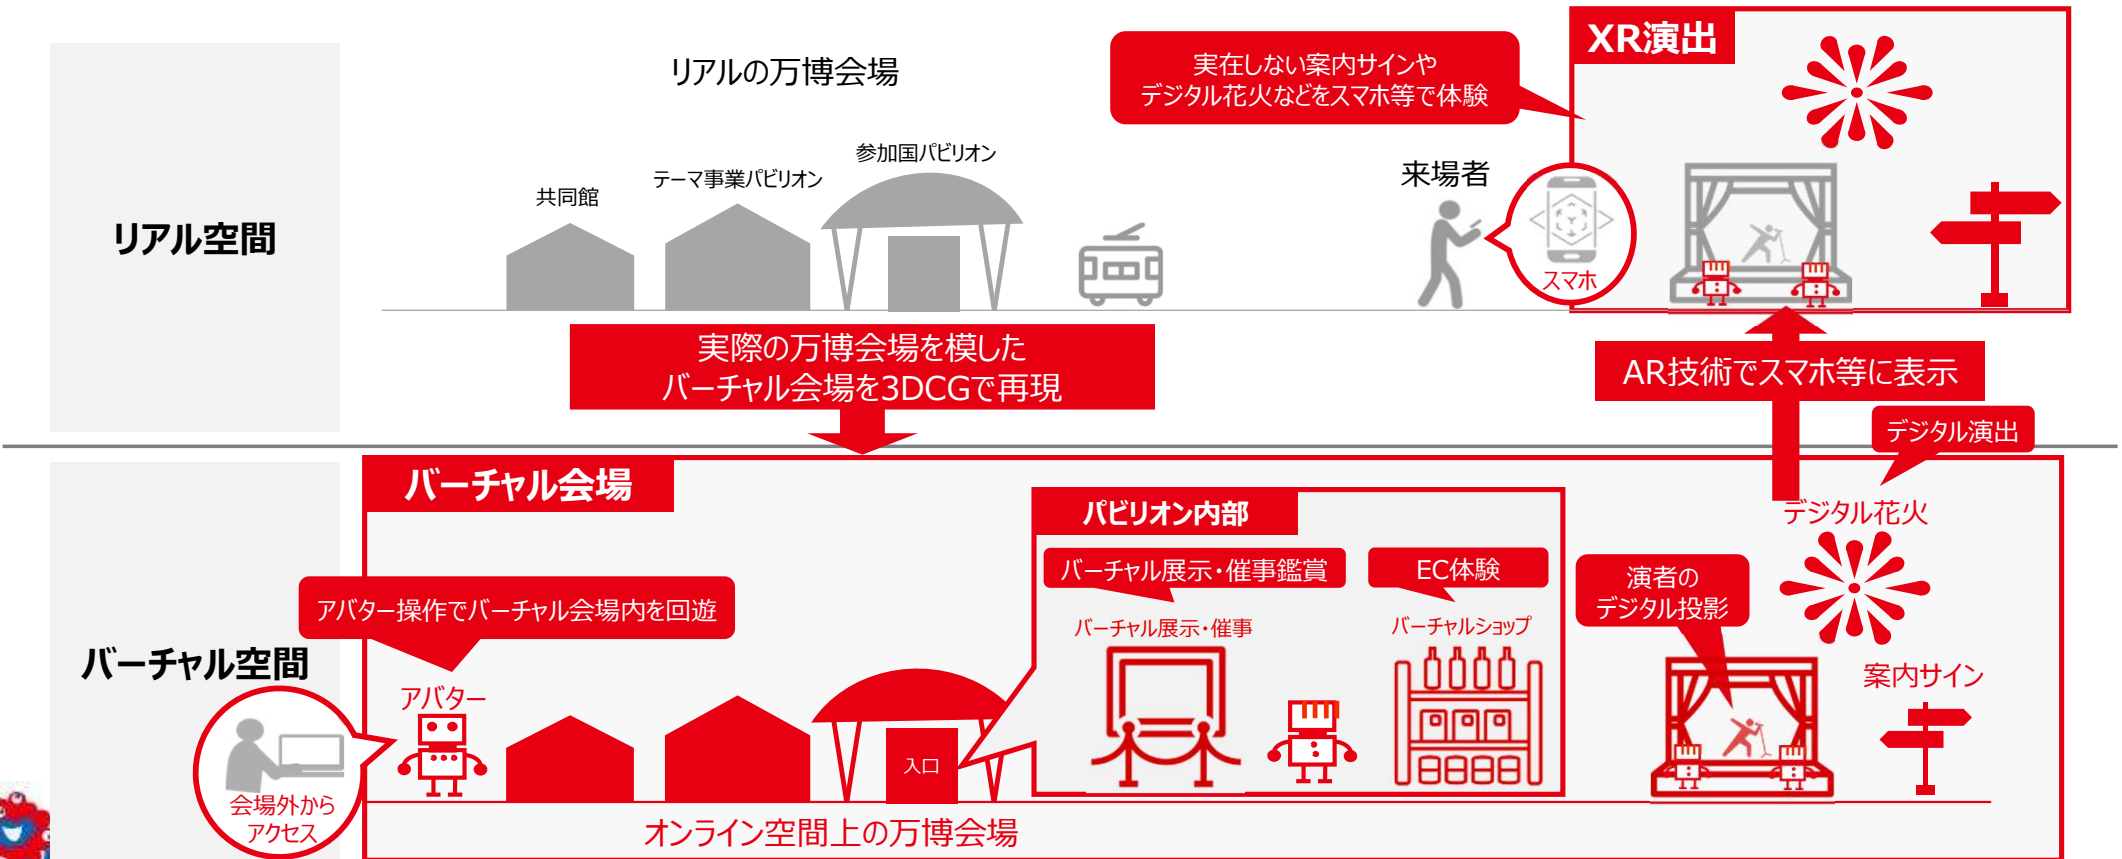 XR演出
実在しない案内サインや
デジタル花火などをスマホ等で体験
リアルの万博会場
参加国パビリオン
テーマ事業パビリオン
共同館
来場者
リアル空間
スマホ
実際の万博会場を模した
バーチャル会場を3DCGで再現
AR技術でスマホ等に表示
デジタル演出
バーチャル会場
パビリオン内部
デジタル花火
バーチャル展示・催事鑑賞
EC体験
演者の
デジタル投影
アバター操作でバーチャル会場内を回遊
バーチャル展示・催事
バーチャルショップ
バーチャル空間
案内サイン
アバター
入口
会場外から
アクセス
オンライン空間上の万博会場